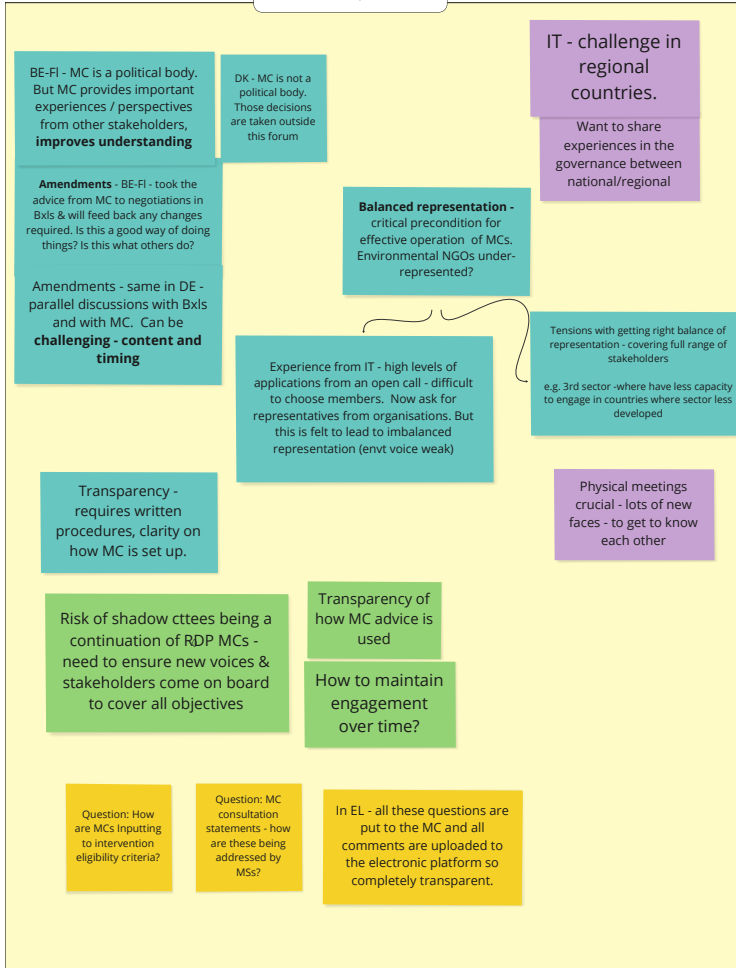 BE-Fl - MC is a political body.
But MC provides important
experiences / perspectives
from other stakeholders,
improves understanding
DK - MC is not a
political body.
Those decisions
are taken outside
this forum
IT - challenge in
regional
countries.
Want to share
experiences in the
governance between
national/regional
Amendments - BE-Fl - took the
advice from MC to negotiations in
Bxls & will feed back any changes
required. Is this a good way of doing
things? Is this what others do?
Balanced representation -
critical precondition for
effective operation of MCs.
Environmental NGOs under-
represented?
Amendments - same in DE -
parallel discussions with Bxls
and with MC. Can be
challenging - content and
timing
Experience from IT - high levels of
applications from an open call - difficult
to choose members. Now ask for
representatives from organisations. But
this is felt to lead to imbalanced
representation (envt voice weak)
Tensions with getting right balance of
representation - covering full range of
stakeholders
e.g. 3rd sector -where have less capacity
to engage in countries where sector less
developed
Transparency -
requires written
procedures, clarity on
how MC is set up.
Physical meetings
crucial - lots of new
faces - to get to know
each other
Risk of shadow cttees being a
continuation of RDP MCs -
need to ensure new voices &
stakeholders come on board
to cover all objectives
Transparency of
how MC advice is
used
How to maintain
engagement
over time?
Question: How
are MCs Inputting
to intervention
eligibility criteria?
Question: MC
consultation
statements - how
are these being
addressed by
MSs?
In EL - all these questions are
put to the MC and all
comments are uploaded to
the electronic platform so
completely transparent.